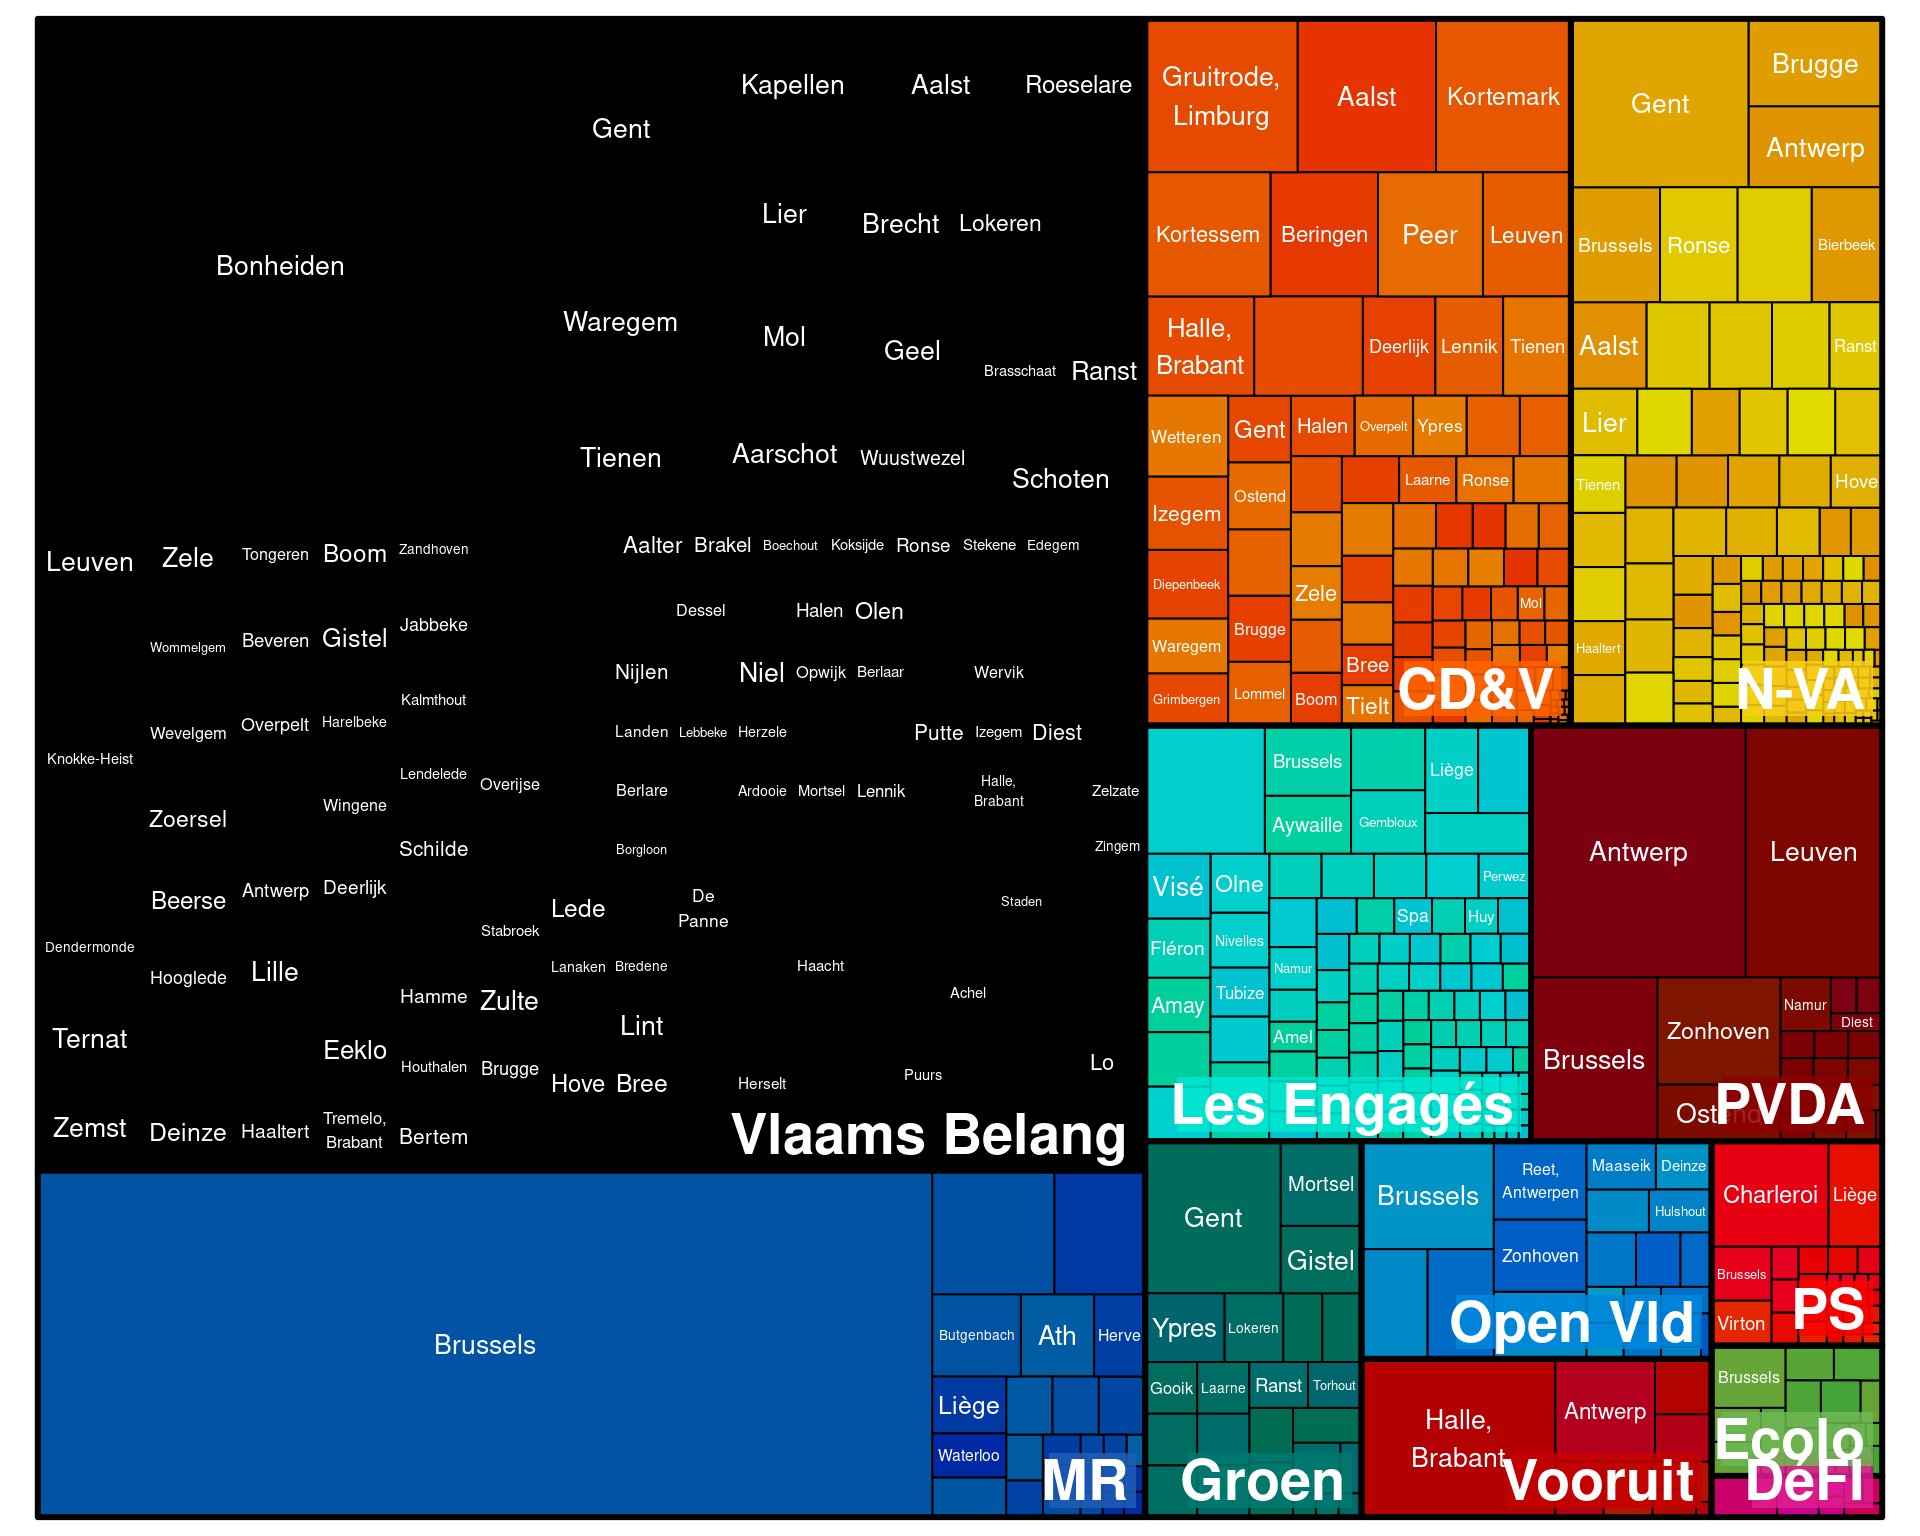 Kapellen
Aalst
Roeselare
Gent
Lier
Brecht
Lokeren
Bonheiden
Waregem
Mol
Geel
Brasschaat
Ranst
Tienen
Aarschot
Wuustwezel
Schoten
Leuven
Zele
Tongeren
Boom
Zandhoven
Aalter
Brakel
Boechout
Koksijde
Ronse
Stekene
Edegem
Wommelgem
Beveren
Gistel
Jabbeke
Dessel
Halen
Olen
Nijlen
Niel
Opwijk
Berlaar
Wervik
Knokke-Heist
Wevelgem
Overpelt
Harelbeke
Kalmthout
Landen
Lebbeke
Herzele
Putte
Izegem
Diest
Lendelede
Overijse
Berlare
Ardooie
Mortsel
Lennik
Halle,
Brabant
Zelzate
Zoersel
Wingene
Schilde
Borgloon
Zingem
Beerse
Antwerp
Deerlijk
Lede
De
Panne
Staden
Dendermonde
Stabroek
Hooglede
Lille
Lanaken
Bredene
Haacht
Achel
Hamme
Zulte
Lint
Ternat
Eeklo
Houthalen
Brugge
Hove
Bree
Herselt
Puurs
Lo
Zemst
Deinze
Haaltert
Tremelo,
Brabant
Bertem
Vlaams Belang
Brussels
Butgenbach
Ath
Herve
Liège
Waterloo
MR
Gruitrode,
Limburg
Aalst
Kortemark
Kortessem
Beringen
Peer
Leuven
Halle,
Brabant
Deerlijk
Lennik
Tienen
Wetteren
Gent
Halen
Overpelt
Ypres
Izegem
Ostend
Laarne
Ronse
Diepenbeek
Zele
Mol
Waregem
Brugge
Bree
Grimbergen
Lommel
Boom
Tielt
CD&V
Gent
Brugge
Antwerp
Brussels
Ronse
Bierbeek
Aalst
Ranst
Lier
Tienen
Hove
Haaltert
N-VA
Brussels
Liège
Aywaille
Gembloux
Visé
Olne
Perwez
Spa
Huy
Fléron
Nivelles
Namur
Amay
Tubize
Amel
Les Engagés
Antwerp
Leuven
Brussels
Zonhoven
Namur
Diest
Ostend
PVDA
Gent
Mortsel
Gistel
Ypres
Lokeren
Gooik
Laarne
Ranst
Torhout
Groen
Brussels
Reet,
Antwerpen
Maaseik
Deinze
Hulshout
Zonhoven
Open Vld
Halle,
Brabant
Antwerp
Vooruit
Charleroi
Liège
Brussels
Virton
PS
Brussels
Ecolo
DéFI